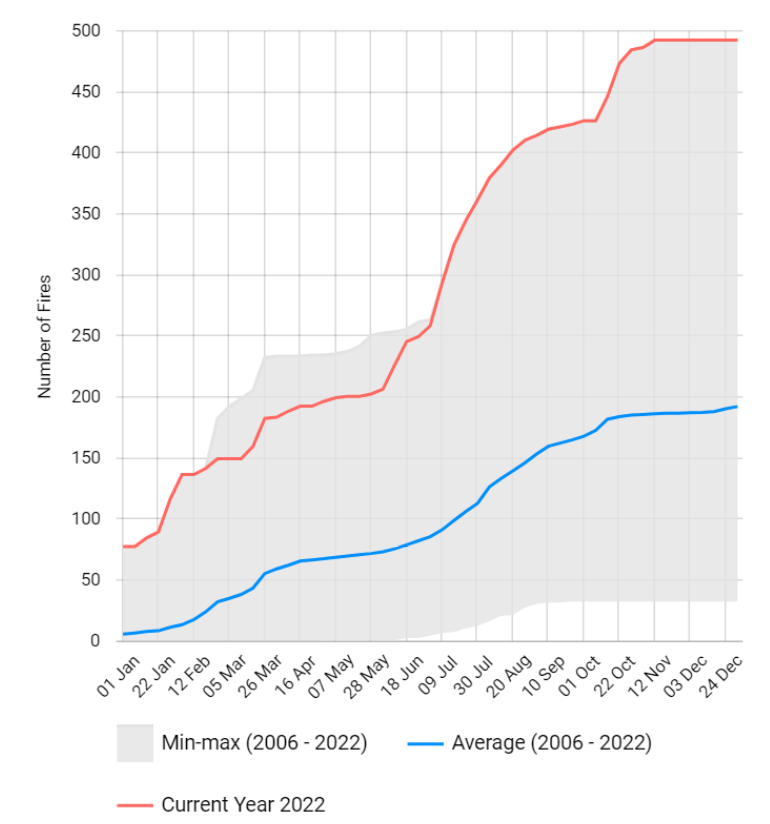 500
450
400
350
300
250
200
150
100
50
0
Number of Fires
01 Jan
22 Jan
12 Feb
05 Mar
26 Mar
16 Apr
07 May
28 May
18 Jun
09 Jul
30 Jul
20 Aug
10 Sep
01 Oct
22 Oct
12 Nov
03 Dec
24 Dec
Min-max (2006 - 2022)
Average (2006 - 2022)
Current Year 2022